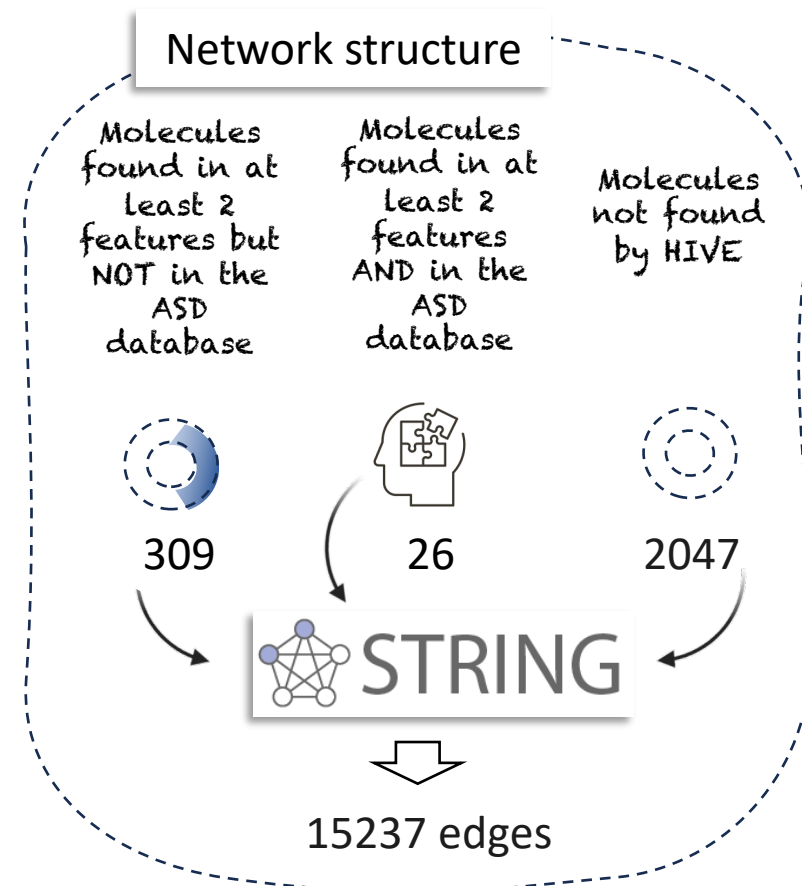 Network structure
Molecules
found in at
least 2
features but
NOT in the
ASD
database
Molecules
found in at
least 2
features
AND in the
ASD
database
Molecules
not found
by HIVE
309
26
2047
STRING
15237 edges